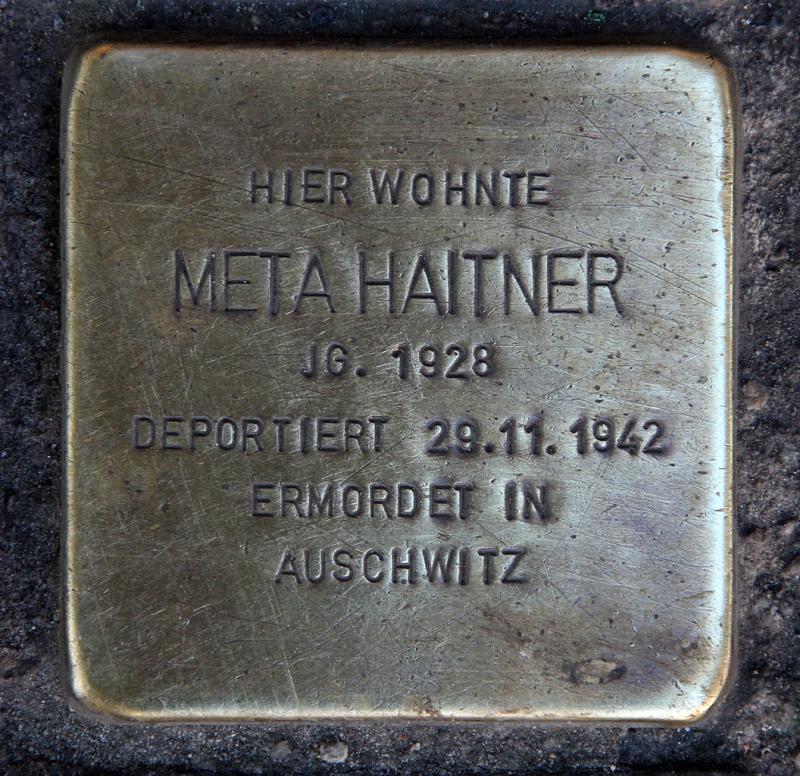 HIER WOHNTE
META HAITNER
JG. 1928
DEPORTIERT 29.11.1942
ERMORDET IN
AUSCHWITZ